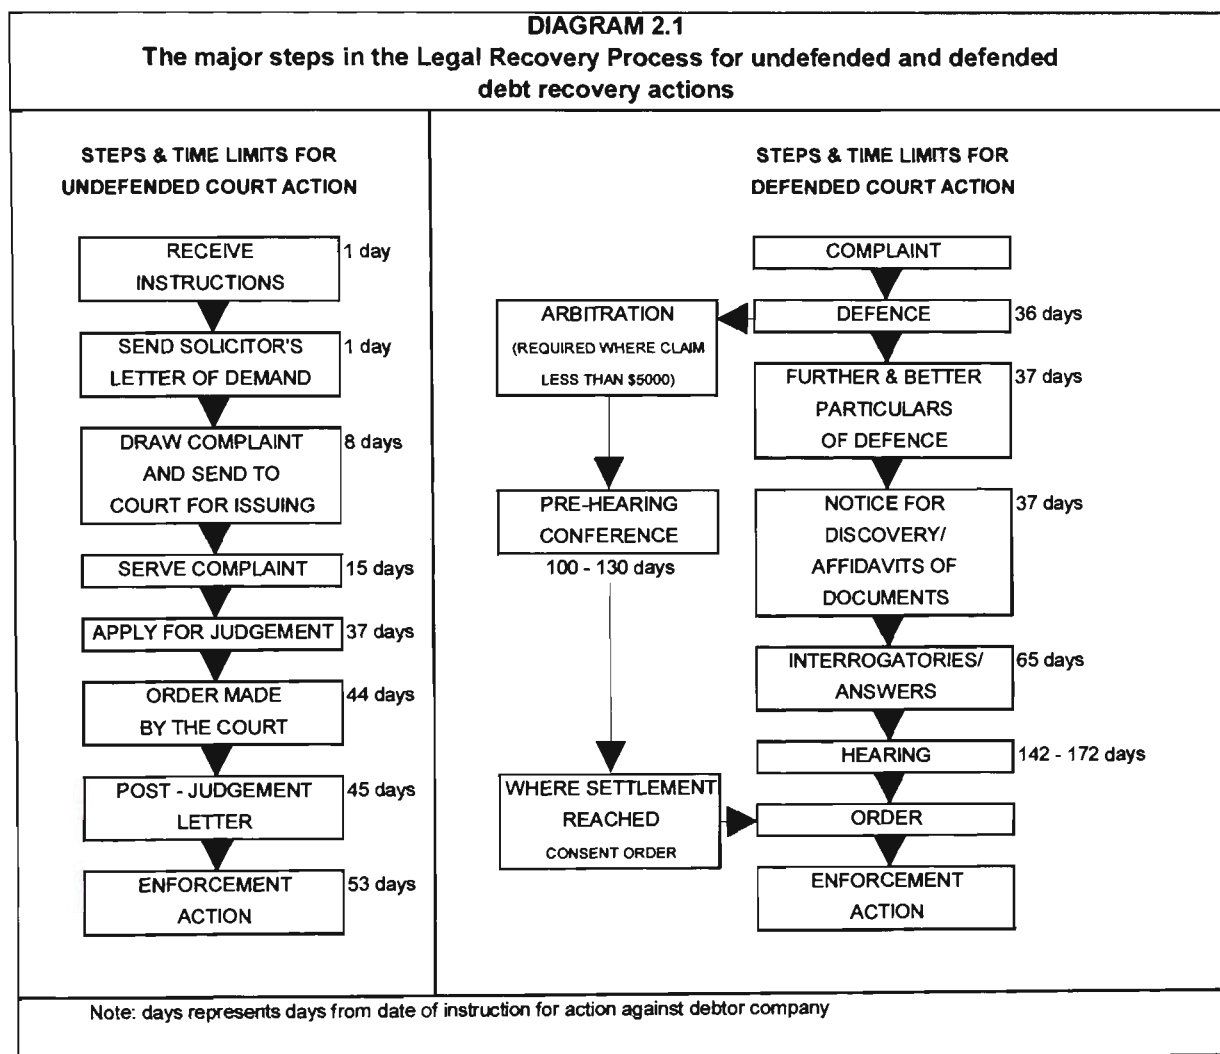 DIAGRAM 2.1
The major steps in the Legal Recovery Process for undefended and defended
debt recovery actions
STEPS & TIME LIMITS FOR
UNDEFENDED COURT ACTION
RECEIVE
INSTRUCTIONS
1 day
SEND SOLICITOR'S
LETTER OF DEMAND
1 day
DRAW COMPLAINT
AND SEND TO
COURT FOR ISSUING
8 days
SERVE COMPLAINT
15 days
APPLY FOR JUDGEMENT
37 days
ORDER MADE
BY THE COURT
44 days
POST - JUDGEMENT
LETTER
45 days
ENFORCEMENT
ACTION
53 days
STEPS & TIME LIMITS FOR
DEFENDED COURT ACTION
COMPLAINT
DEFENCE
36 days
ARBITRATION
(REQUIRED WHERE CLAIM
LESS THAN $5000)
FURTHER & BETTER
PARTICULARS
OF DEFENCE
37 days
PRE-HEARING
CONFERENCE
100 - 130 days
NOTICE FOR
DISCOVERY/
AFFIDAVITS OF
DOCUMENTS
37 days
INTERROGATORIES/
ANSWERS
65 days
HEARING
142 - 172 days
WHERE SETTLEMENT
REACHED
CONSENT ORDER
ORDER
ENFORCEMENT
ACTION
Note: days represents days from date of instruction for action against debtor company